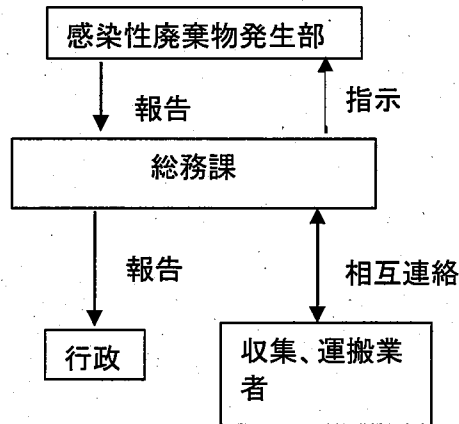 感染性廃棄物発生部
報告
指示
総務課
報告
相互連絡
行政
収集、運搬業
者